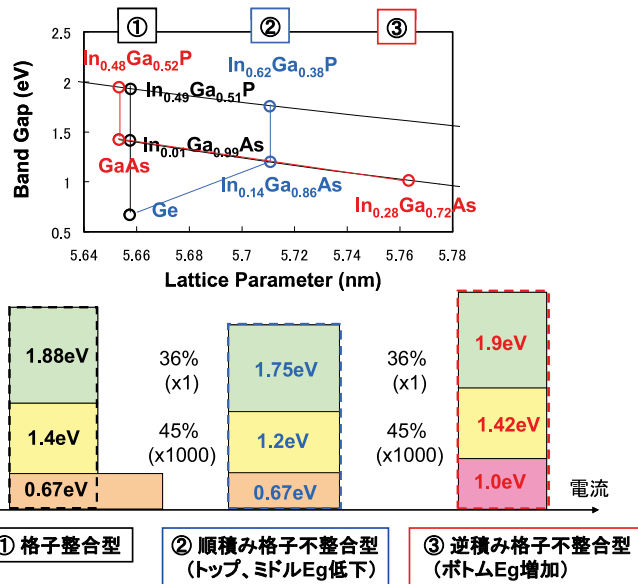 ① ② ③
2.5
2
1.5
1
0.5
Band Gap (eV)
In0.48Ga0.52P
In0.62Ga0.38P
In0.49Ga0.51P
In0.01Ga0.99As
GaAs
In0.14Ga0.86As
In0.28Ga0.72As
Ge
5.64 5.66 5.68 5.70 5.72 5.74 5.76 5.78
Lattice Parameter (nm)
1.88eV
1.4eV
0.67eV
36%
(x1)
45%
(x1000)
1.75eV
1.2eV
0.67eV
36%
(x1)
45%
(x1000)
1.9eV
1.42eV
1.0eV
電流
① 格子整合型
② 順積み格子不整合型
(トップ、ミドルEg低下)
③ 逆積み格子不整合型
(ボトムEg増加)